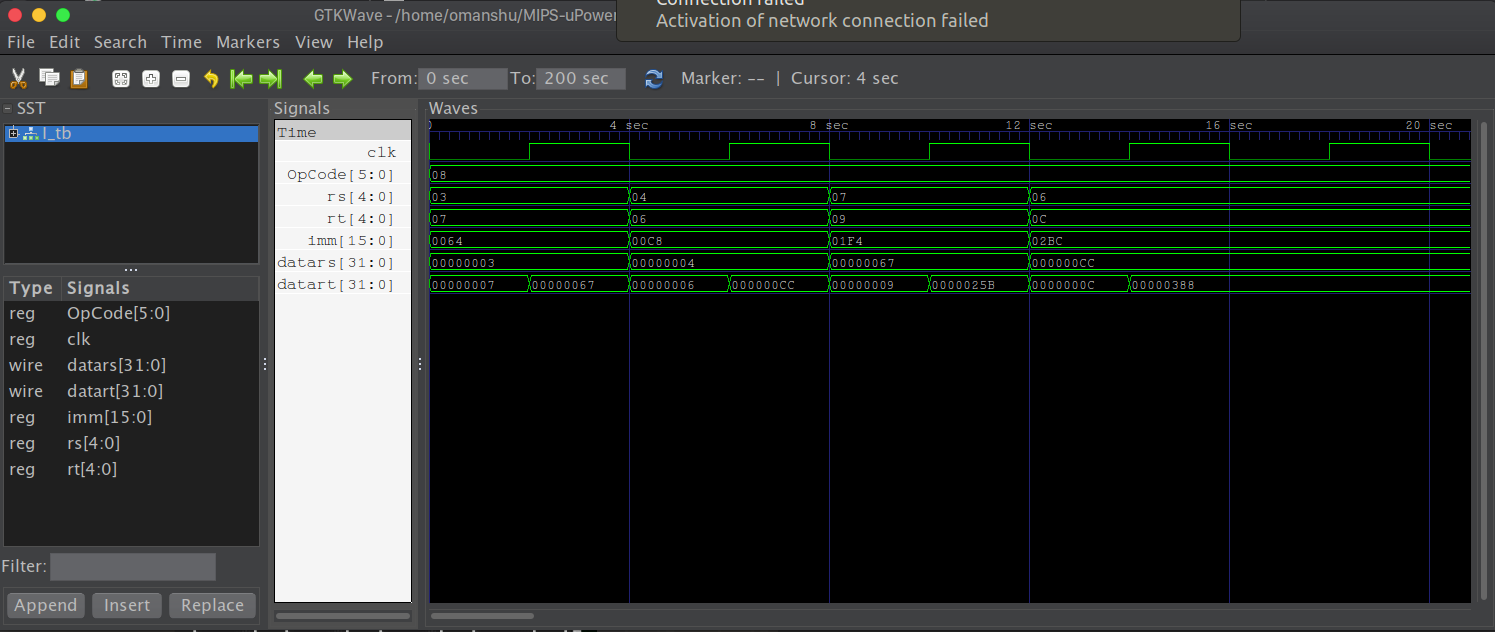 Connection failed
GTKWave - /home/omanshu/MIPS-uPower
Activation of network connection failed
File Edit Search Time Markers View Help
From: 0 sec To: 200 sec Marker: -- | Cursor: 4 sec
SST
I_tb
Type Signals
reg OpCode[5:0]
reg clk
wire datars[31:0]
wire datart[31:0]
reg imm[15:0]
reg rs[4:0]
reg rt[4:0]
Filter:
Append Insert Replace
Signals
Time
clk
OpCode[5:0]
rs[4:0]
rt[4:0]
imm[15:0]
datars[31:0]
datart[31:0]
Waves
0 4 sec 8 sec 12 sec 16 sec 20 sec
08
03 04 07 06
07 06 09 0C
0064 00C8 01F4 02BC
00000003 00000004 00000067 000000CC
00000007 00000067 00000006 000000CC 00000009 0000025B 0000000C 00000388